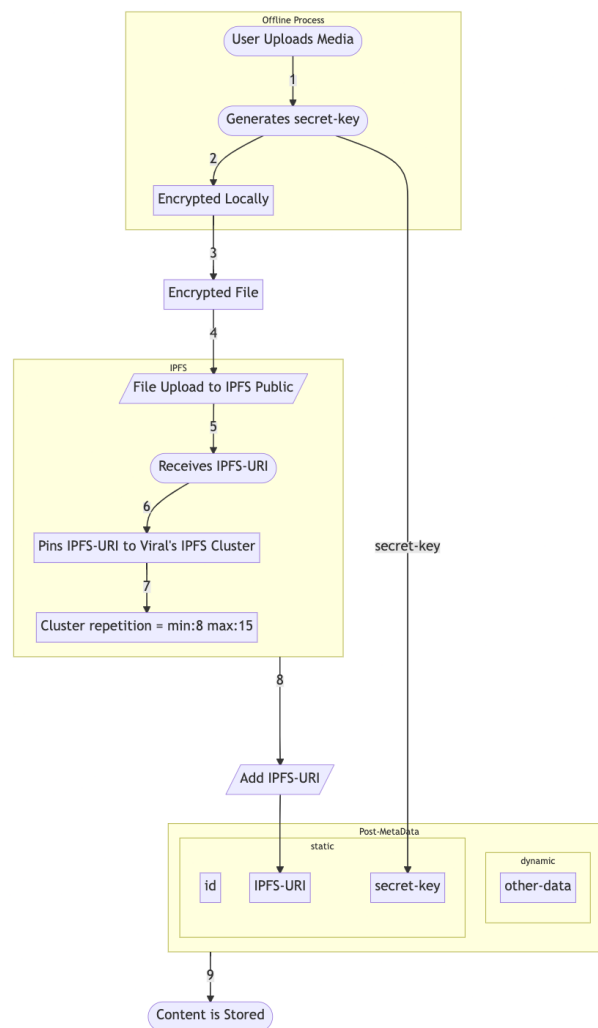 Offline Process
User Uploads Media
1
Generates secret-key
2
Encrypted Locally
3
Encrypted File
4
IPFS
File Upload to IPFS Public
5
Receives IPFS-URI
6
Pins IPFS-URI to Viral's IPFS Cluster
secret-key
7
Cluster repetition = min:8 max:15
8
Add IPFS-URI
Post-MetaData
static
dynamic
id
IPFS-URI
secret-key
other-data
9
Content is Stored